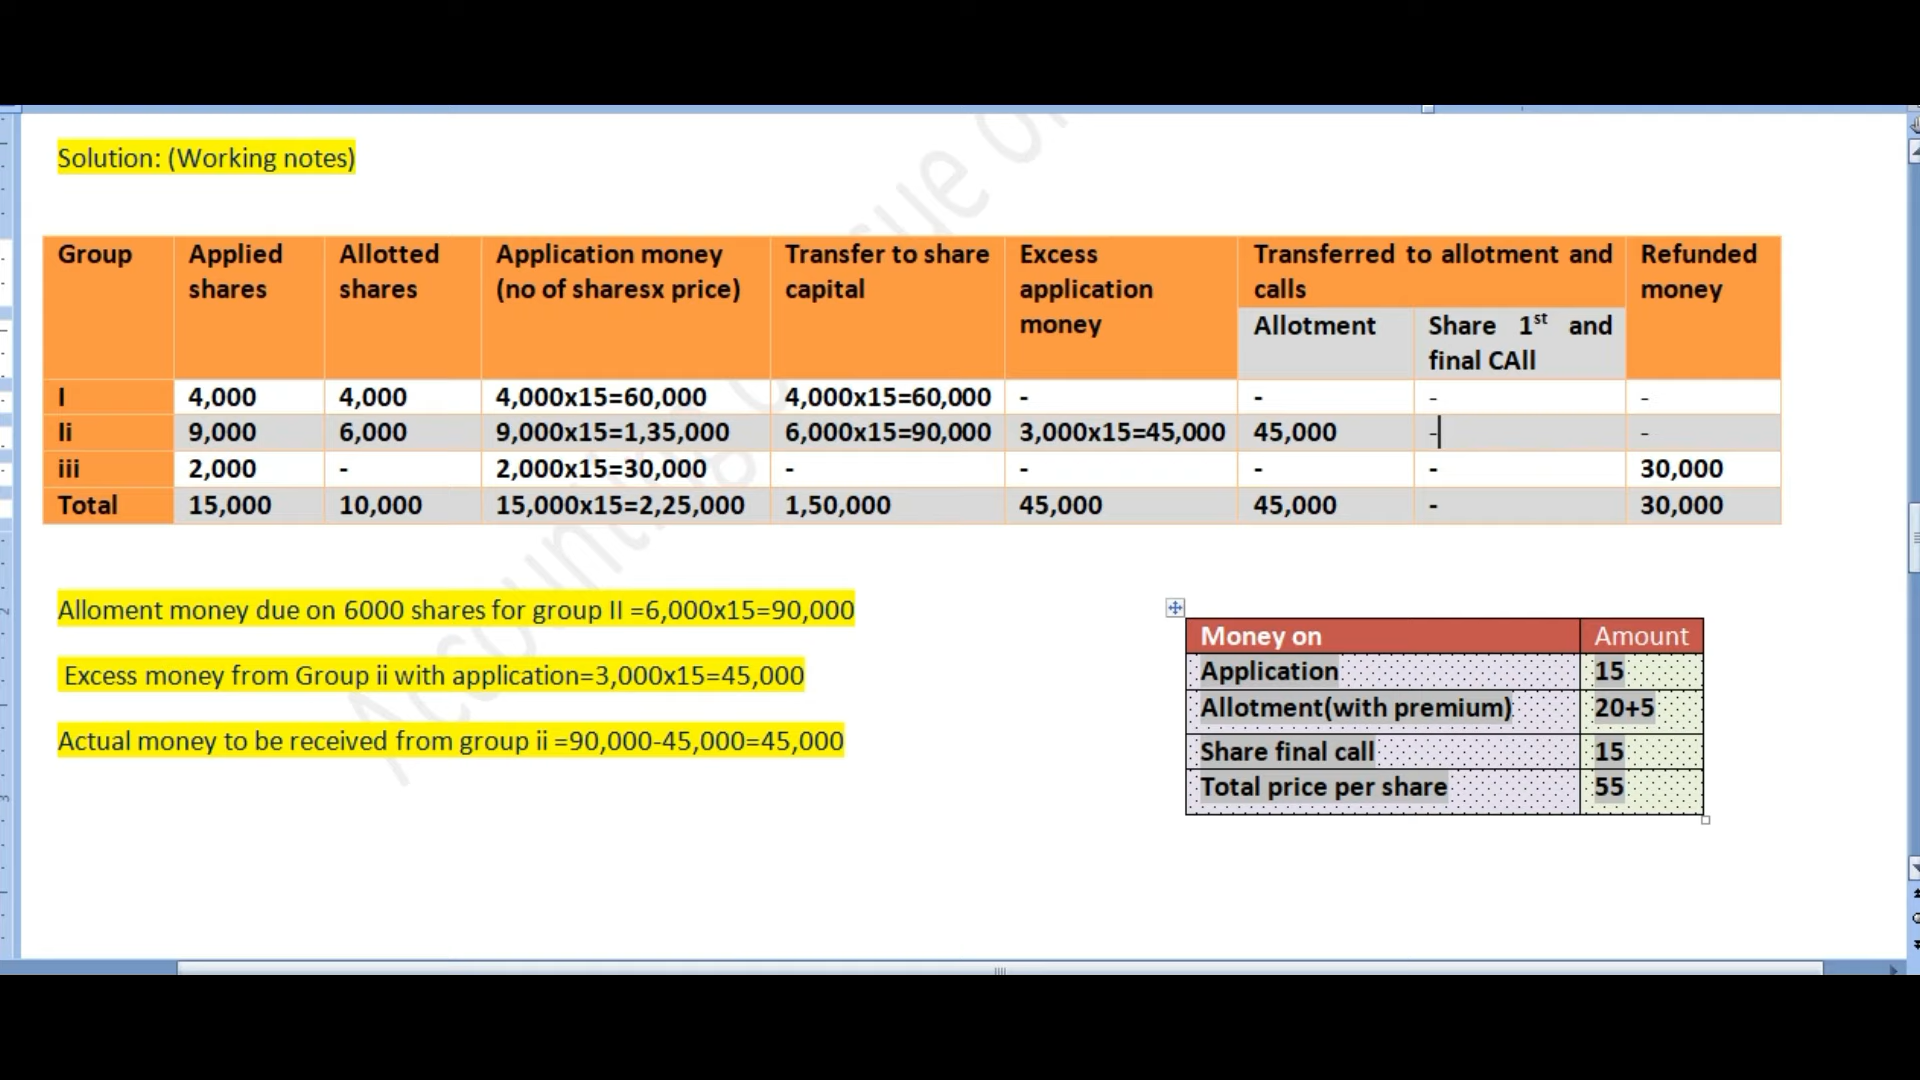 Solution: (Working notes)
Group Applied shares Allotted shares Application money (no of sharesx price) Transfer to share capital Excess application money Transferred to allotment and calls Refunded money
Allotment Share 1st and final CAll
I 4,000 4,000 4,000x15=60,000 4,000x15=60,000 - - - -
Ii 9,000 6,000 9,000x15=1,35,000 6,000x15=90,000 3,000x15=45,000 45,000 - -
iii 2,000 - 2,000x15=30,000 - - - - 30,000
Total 15,000 10,000 15,000x15=2,25,000 1,50,000 45,000 45,000 - 30,000
Alloment money due on 6000 shares for group II =6,000x15=90,000
Excess money from Group ii with application=3,000x15=45,000
Actual money to be received from group ii =90,000-45,000=45,000
Money on Amount
Application 15
Allotment(with premium) 20+5
Share final call 15
Total price per share 55